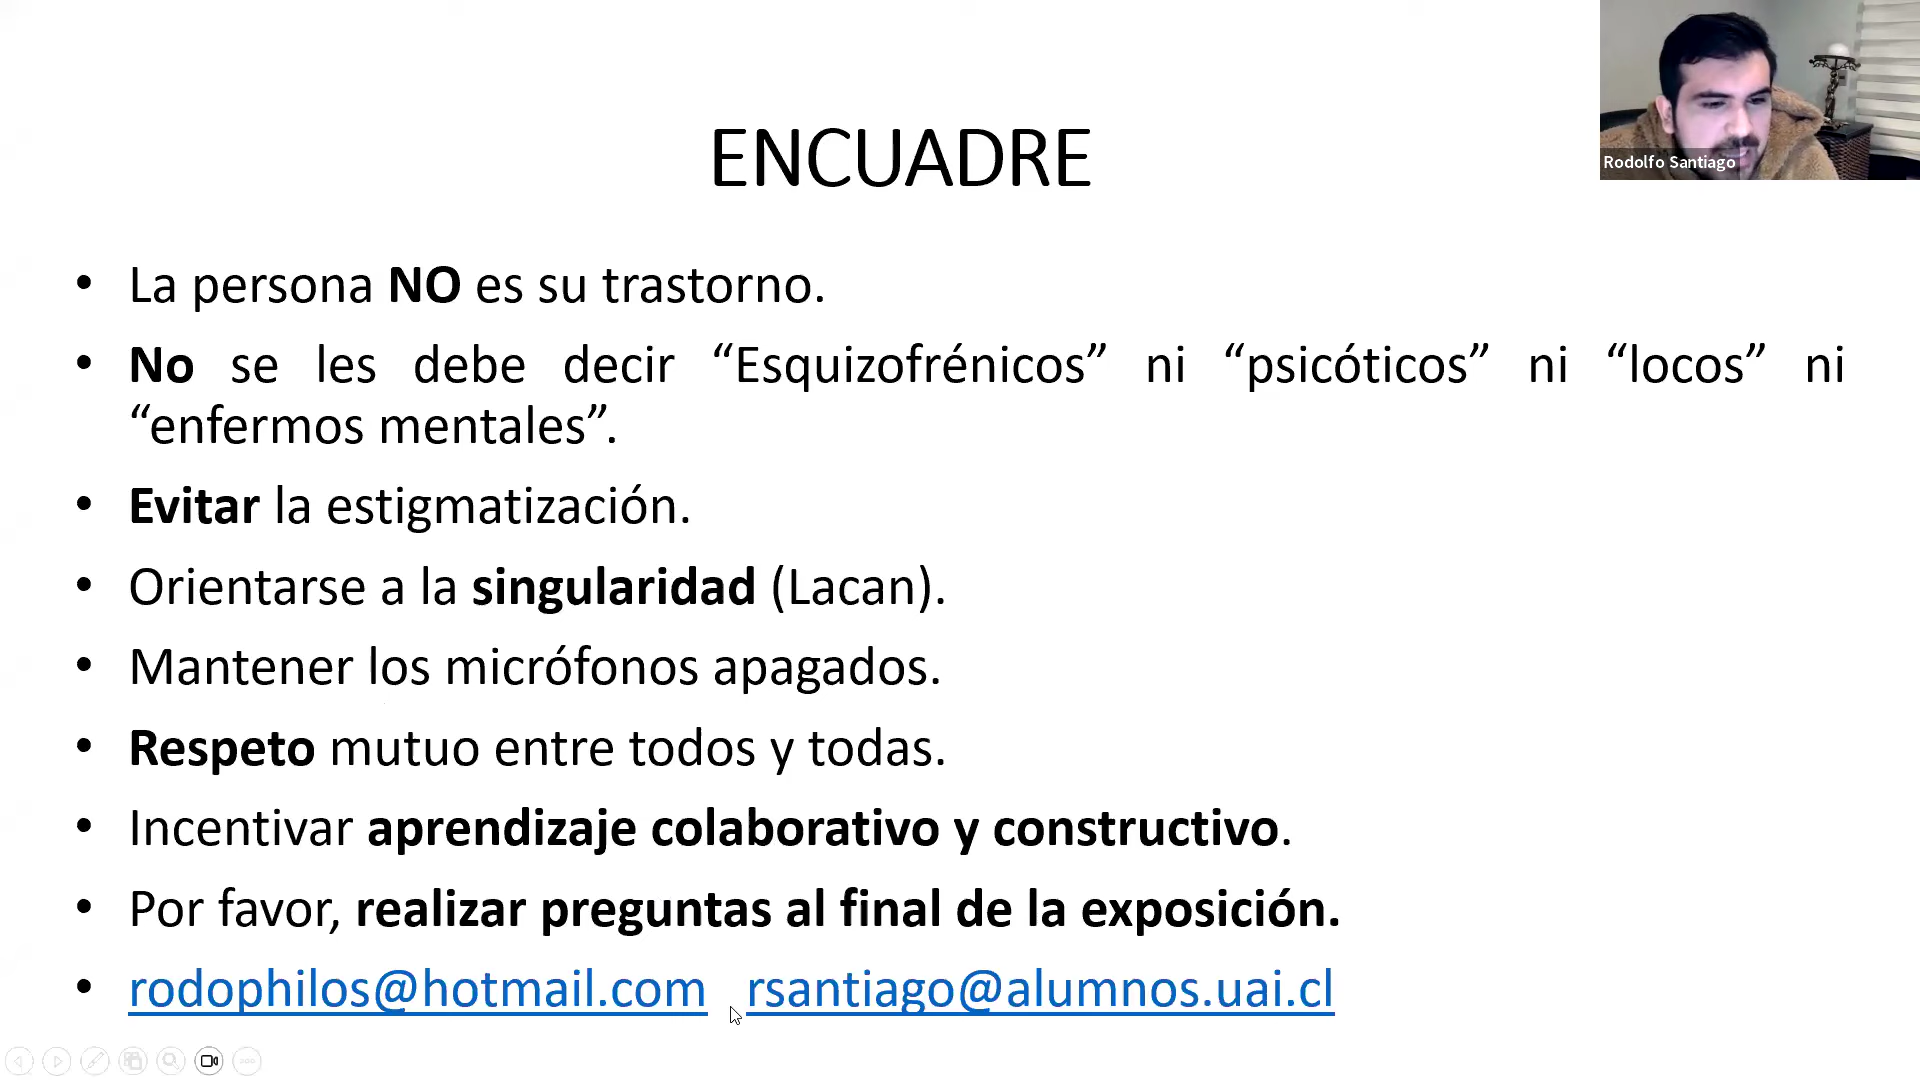 ENCUADRE
Rodolfo Santiago
• La persona NO es su trastorno.
• No se les debe decir “Esquizofrénicos” ni “psicóticos” ni “locos” ni
“enfermos mentales”.
• Evitar la estigmatización.
• Orientarse a la singularidad (Lacan).
• Mantener los micrófonos apagados.
• Respeto mutuo entre todos y todas.
• Incentivar aprendizaje colaborativo y constructivo.
• Por favor, realizar preguntas al final de la exposición.
• rodophilos@hotmail.com rsantiago@alumnos.uai.cl